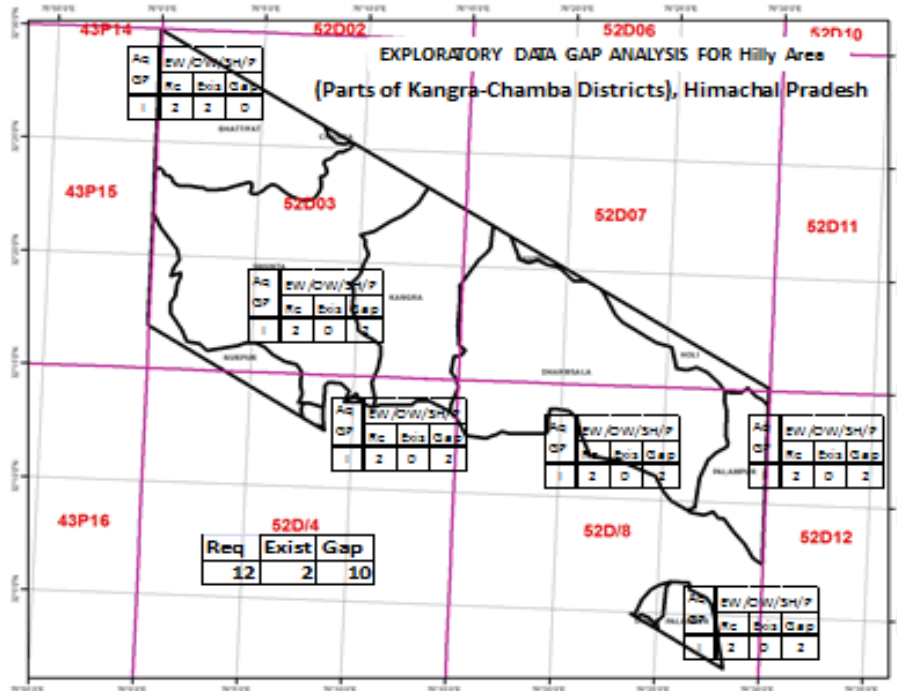 43P14 52D02 52D06 52D10
EXPLORATORY DATA GAP ANALYSIS FOR Hilly Area
(Parts of Kangra-Chamba Districts), Himachal Pradesh
Aq GP EW/OW/SH/P
Rc Exis Gap
I 2 2 0
BHATTIYAT
43P15 52D03 52D07 52D11
Aq GP EW/OW/SH/P
Rc Exis Gap
I 2 0 2
KANGRA
NURPUR
HOLI
DHARMSALA
Aq GP EW/OW/SH/P
Rc Exis Gap
I 2 0 2
Aq GP EW/OW/SH/P
Rc Exis Gap
I 2 0 2
Aq GP EW/OW/SH/P
Rc Exis Gap
I 2 0 2
PALAMPUR
43P16 52D/4 52D/8 52D12
Req Exist Gap
12 2 10
Aq GP EW/OW/SH/P
Rc Exis Gap
I 2 0 2